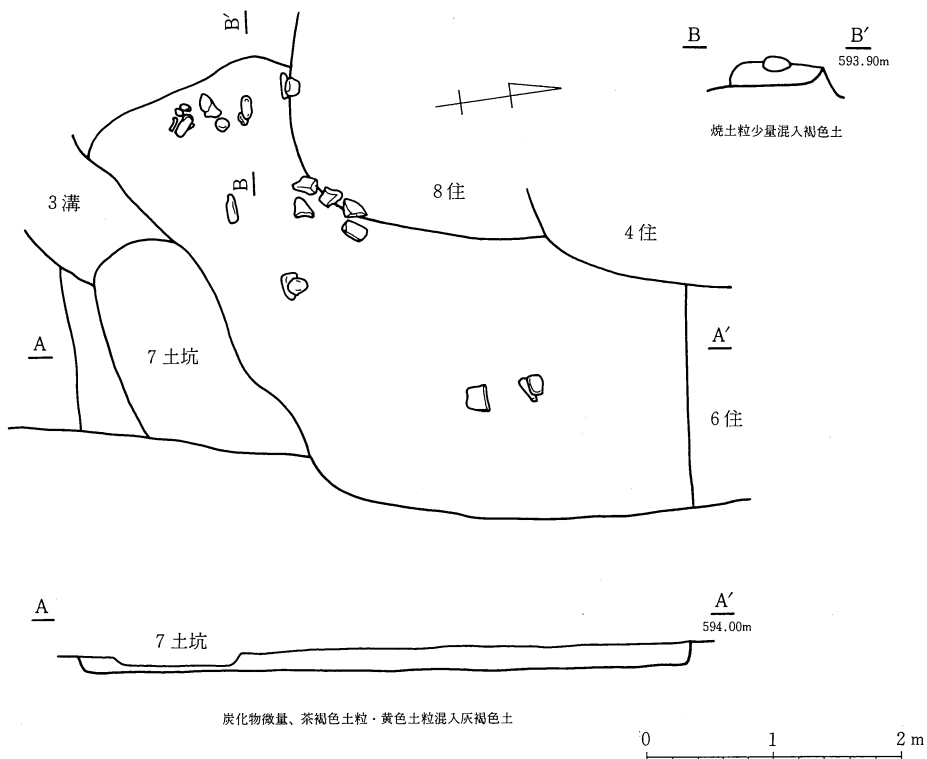 B′
B
B′
593.90m
焼土粒少量混入褐色土
B
8住
3溝
4住
A
7土坑
A′
6住
A
7土坑
A′
594.00m
炭化物微量、茶褐色土粒・黄色土粒混入灰褐色土
0 1 2 m